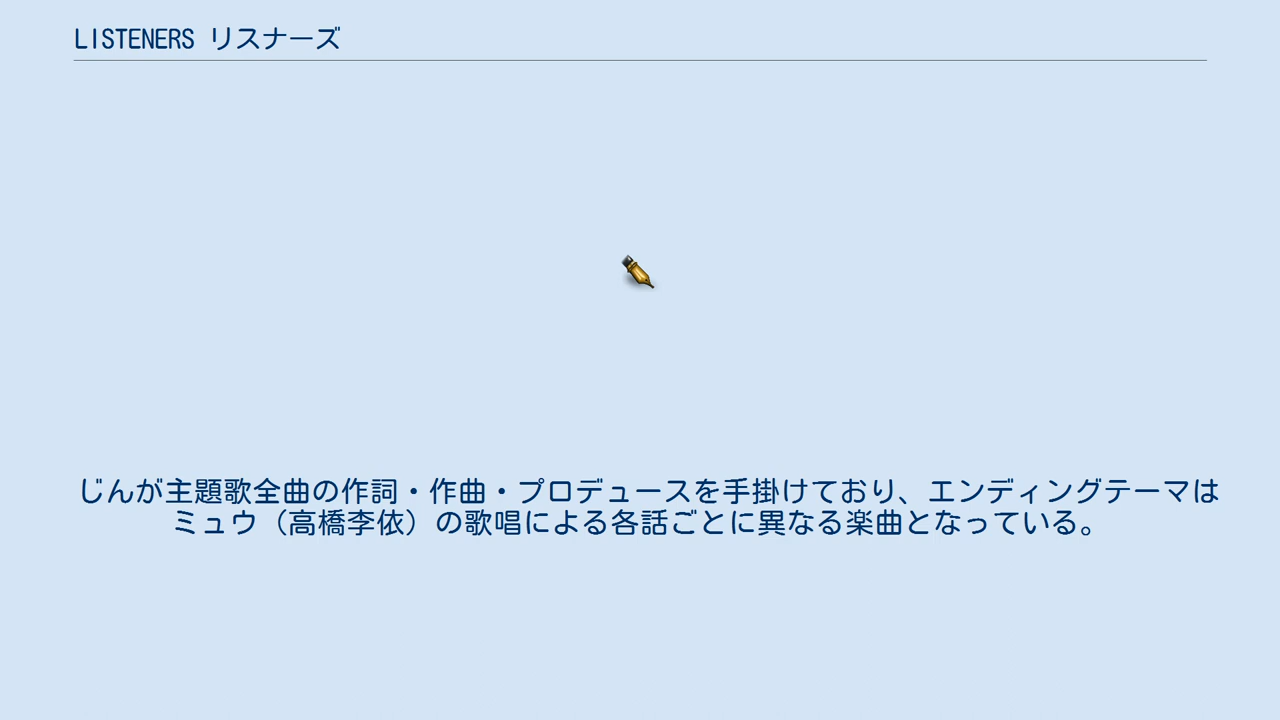 LISTENERS リスナーズ
じんが主題歌全曲の作詞・作曲・プロデュースを手掛けており、エンディングテーマは
ミュウ（高橋李依）の歌唱による各話ごとに異なる楽曲となっている。